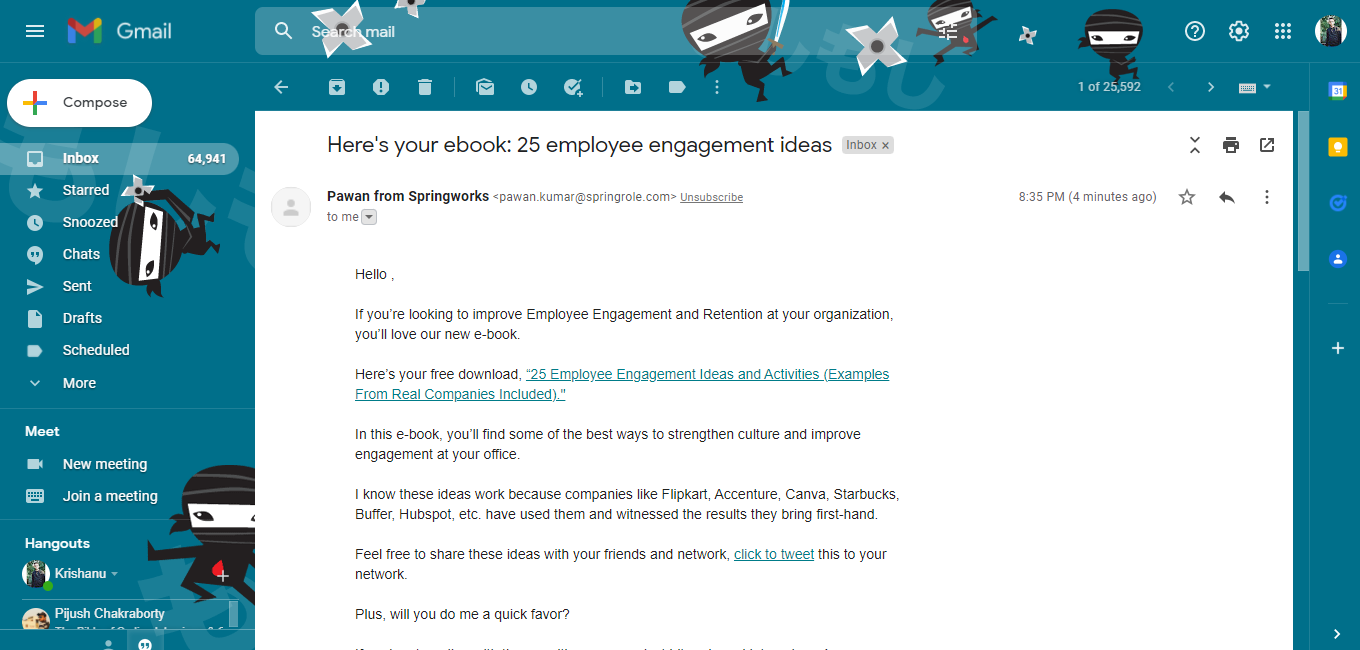 Gmail
Search mail
Compose
1 of 25,592
Inbox 64,941
Starred
Snoozed
Chats
Sent
Drafts
Scheduled
More
Meet
New meeting
Join a meeting
Hangouts
Krishanu
Pijush Chakraborty
Here's your ebook: 25 employee engagement ideas
Inbox ×
Pawan from Springworks <pawan.kumar@springrole.com> Unsubscribe
8:35 PM (4 minutes ago)
to me
Hello ,
If you’re looking to improve Employee Engagement and Retention at your organization,
you’ll love our new e-book.
Here’s your free download, “25 Employee Engagement Ideas and Activities (Examples
From Real Companies Included)."
In this e-book, you’ll find some of the best ways to strengthen culture and improve
engagement at your office.
I know these ideas work because companies like Flipkart, Accenture, Canva, Starbucks,
Buffer, Hubspot, etc. have used them and witnessed the results they bring first-hand.
Feel free to share these ideas with your friends and network, click to tweet this to your
network.
Plus, will you do me a quick favor?
31